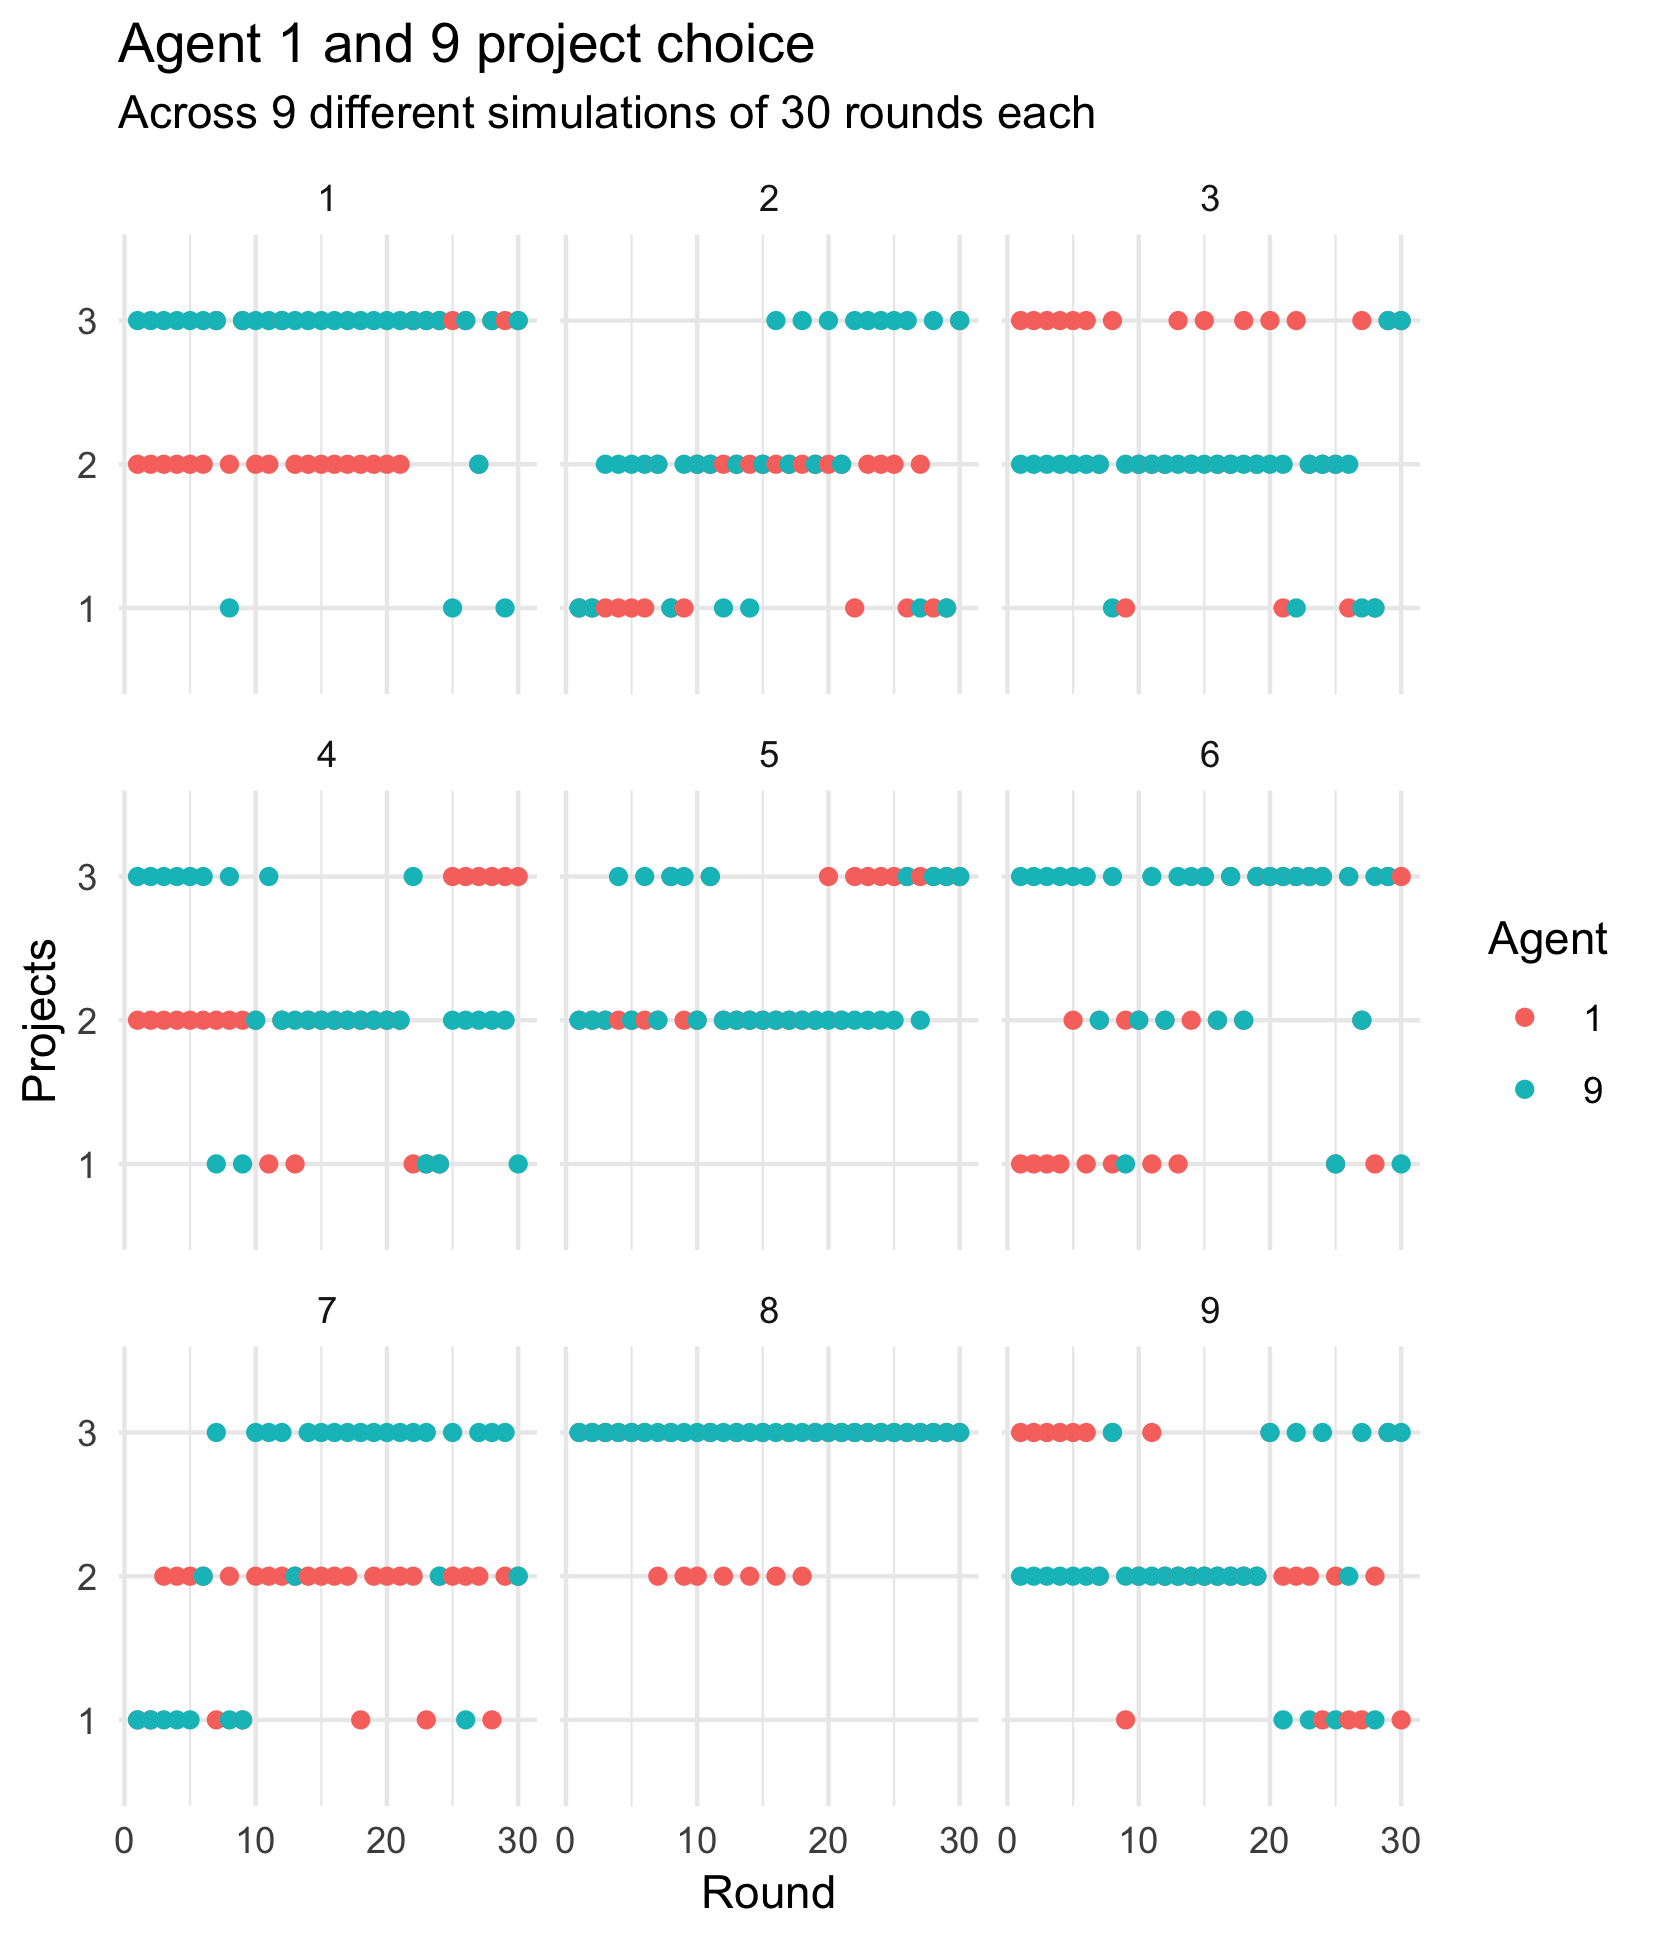 Agent 1 and 9 project choice
Across 9 different simulations of 30 rounds each
1 2 3
3
2
1
4 5 6
3
2
1
7 8 9
3
2
1
0 10 20 30 0 10 20 30 0 10 20 30
Round
Projects
Agent
1
9